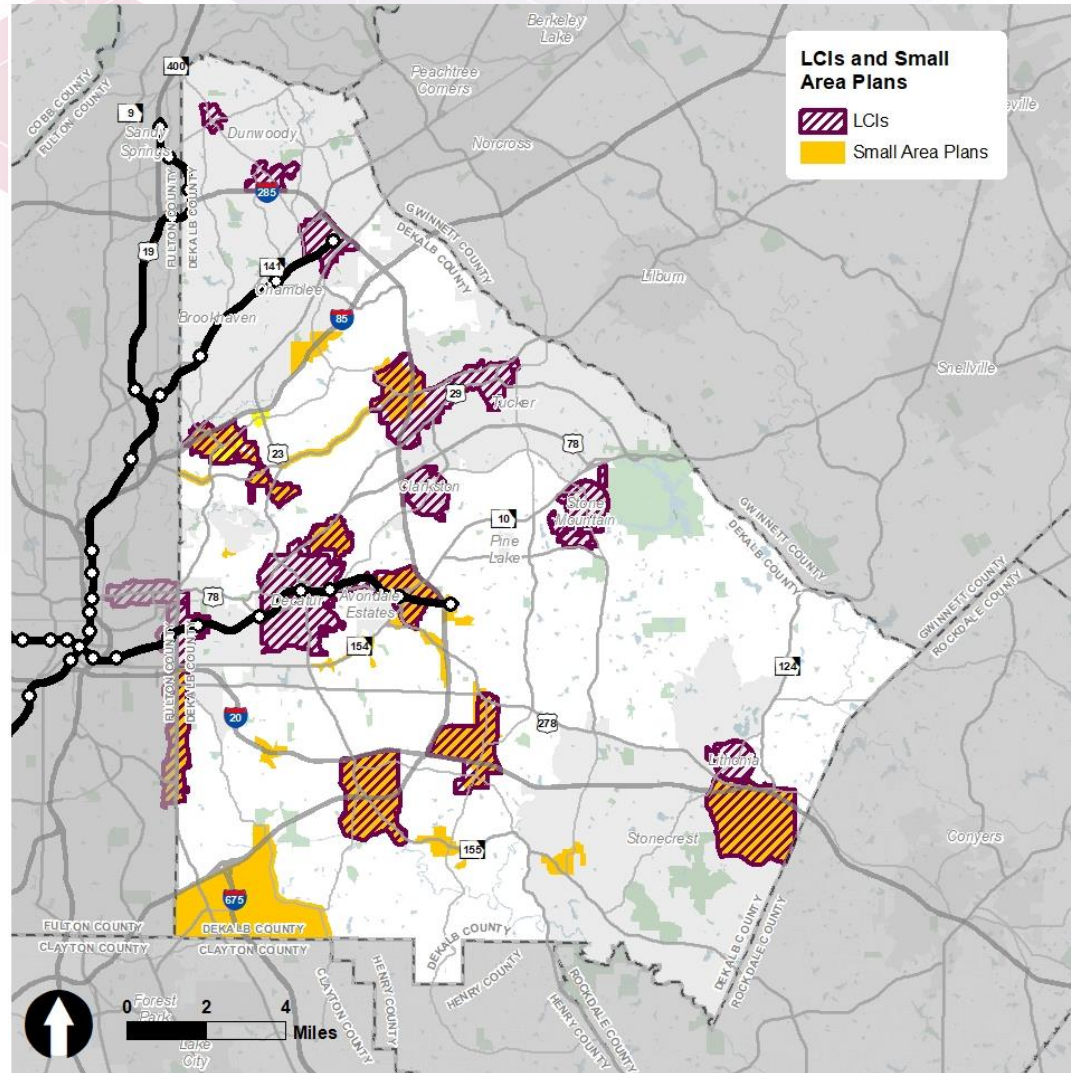 Berkeley
Lake
LCIs and Small
Area Plans
LCIs
Small Area Plans
400
COBB COUNTY
FULTON COUNTY
9
Sandy
Springs
Dunwoody
Peachtree
Corners
Norcross
285
FULTON COUNTY
DEKALB COUNTY
GWINNETT COUNTY
DEKALB COUNTY
19
141
Chamblee
Brookhaven
85
Lilburn
Snellville
29
Tucker
23
78
Clarkston
Stone
Mountain
10
Pine
Lake
GWINNETT COUNTY
DEKALB COUNTY
78
Decatur
Avondale
Estates
GWINNETT COUNTY
ROCKDALE COUNTY
154
124
FULTON COUNTY
DEKALB COUNTY
20
278
Lithonia
Stonecrest
Conyers
155
675
FULTON COUNTY
CLAYTON COUNTY
DEKALB COUNTY
CLAYTON COUNTY
DEKALB COUNTY
HENRY COUNTY
DEKALB COUNTY
ROCKDALE COUNTY
CLAYTON COUNTY
HENRY COUNTY
ROCKDALE COUNTY
HENRY COUNTY
Forest
Park
Lake
City
0 2 4
Miles